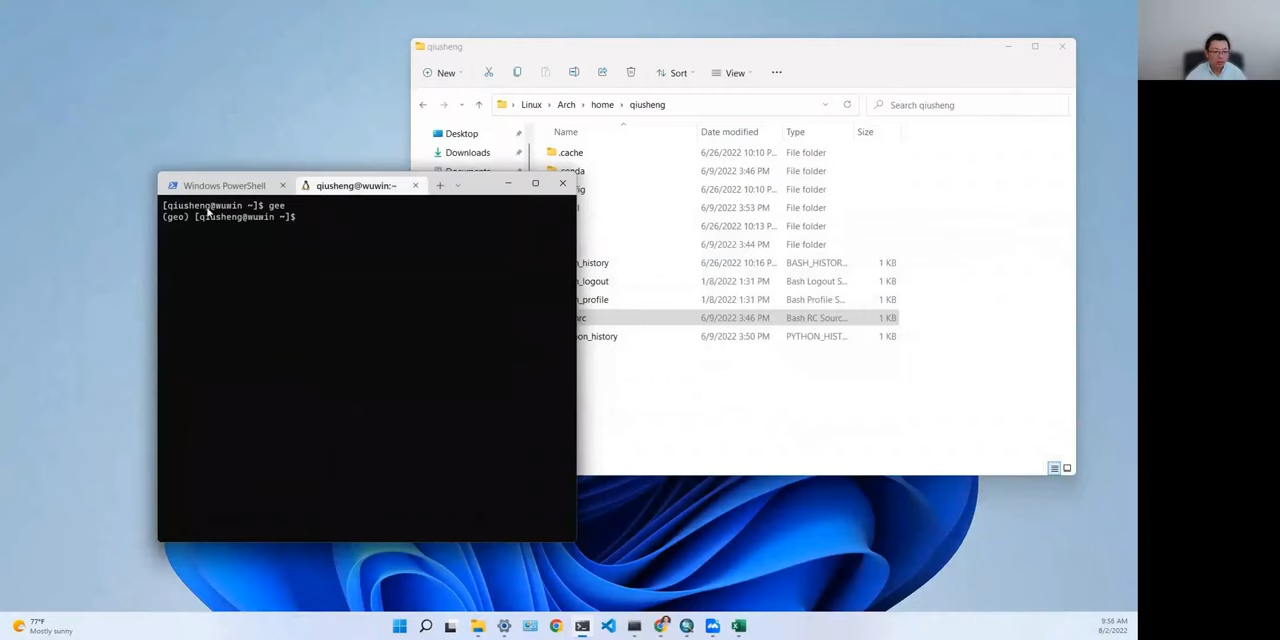 qiusheng
New
Sort
View
Linux > Arch > home > qiusheng
Search qiusheng
Name Date modified Type Size
Desktop
Downloads
.cache 6/26/2022 10:10 P... File folder
6/9/2022 3:46 PM File folder
6/26/2022 10:10 P... File folder
6/9/2022 3:53 PM File folder
6/26/2022 10:13 P... File folder
6/9/2022 3:44 PM File folder
_history 6/26/2022 10:16 P... BASH_HISTOR... 1 KB
_logout 1/8/2022 1:31 PM Bash Logout S... 1 KB
_profile 1/8/2022 1:31 PM Bash Profile S... 1 KB
rc 6/9/2022 3:46 PM Bash RC Sourc... 1 KB
on_history 6/9/2022 3:50 PM PYTHON_HIST... 1 KB
Windows PowerShell
qiusheng@wuwin:~
[qiusheng@wuwin ~]$ gee
(geo) [qiusheng@wuwin ~]$
77°F
Mostly sunny
9:56 AM
8/2/2022